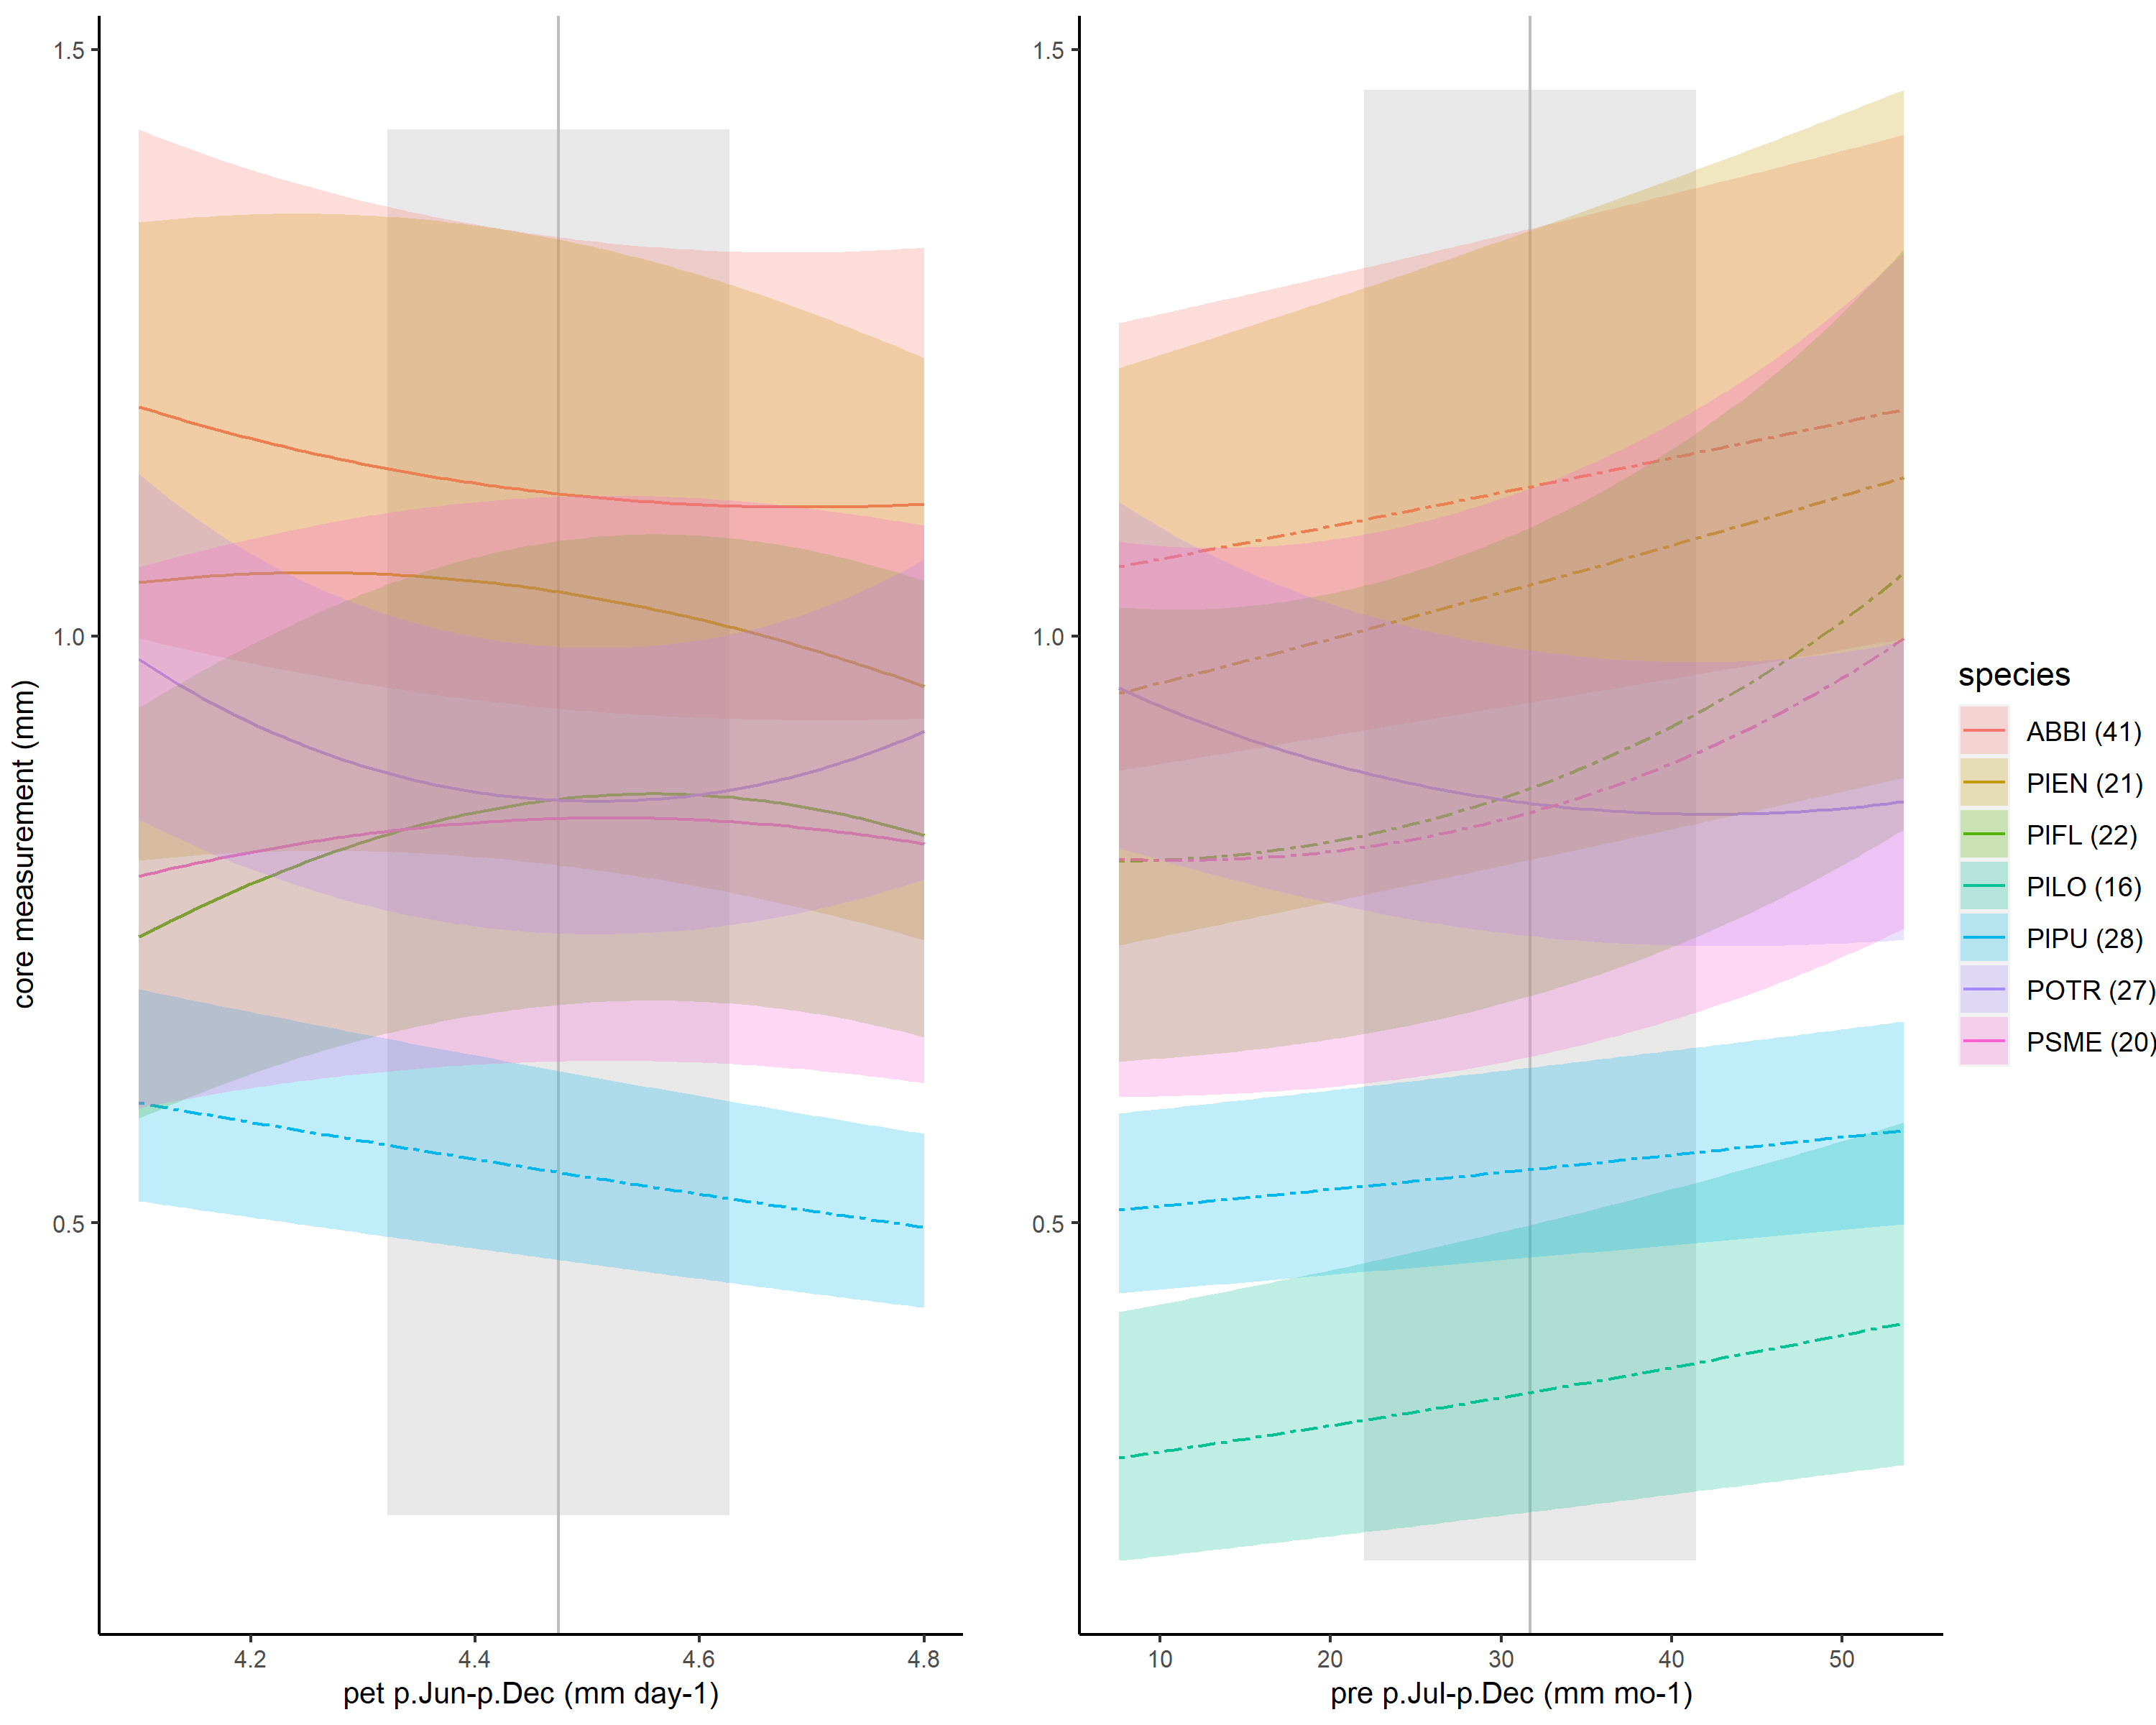 1.5
1.0
0.5
core measurement (mm)
4.2 4.4 4.6 4.8
pet p.Jun-p.Dec (mm day-1)
1.5
1.0
0.5
10 20 30 40 50
pre p.Jul-p.Dec (mm mo-1)
species
ABBI (41)
PIEN (21)
PIFL (22)
PILO (16)
PIPU (28)
POTR (27)
PSME (20)